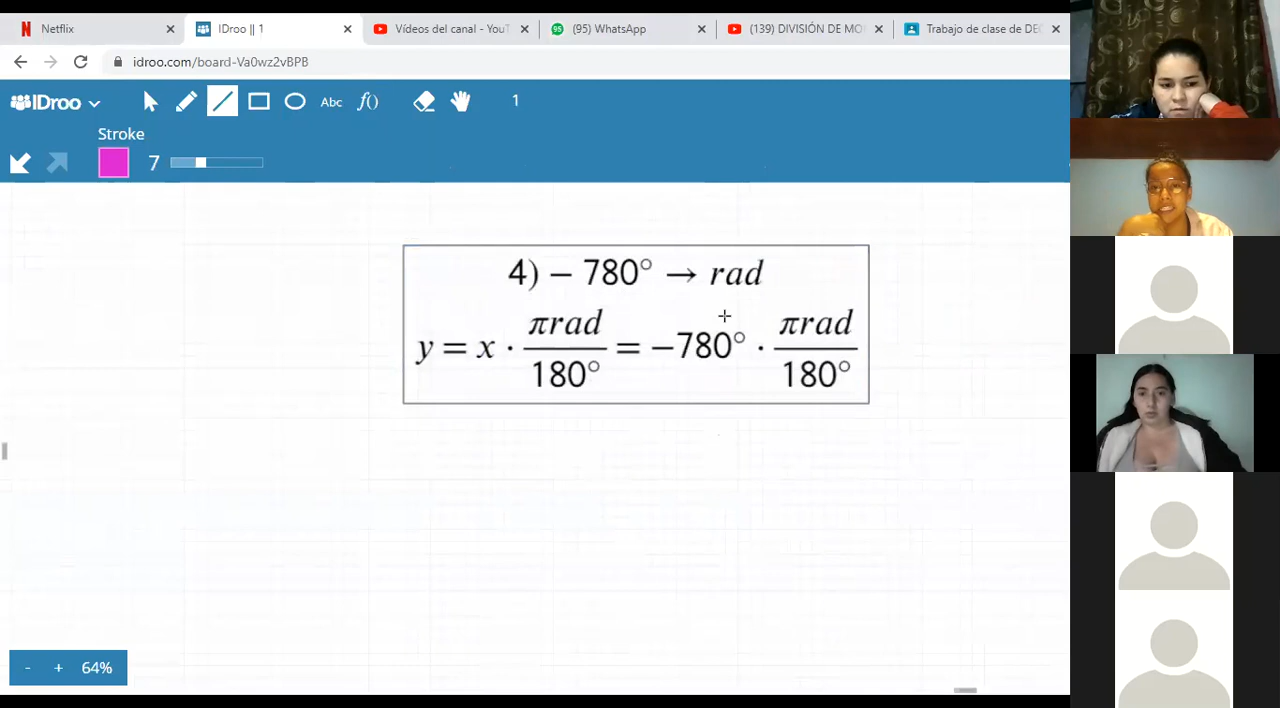 Netflix
IDroo || 1
Vídeos del canal - YouT
(95) WhatsApp
(139) DIVISIÓN DE MO
Trabajo de clase de DE
idroo.com/board-Va0wz2vBPB
IDroo
Abc
f()
1
Stroke
7
4) − 780° → rad
y = x · πrad/180° = −780° · πrad/180°
- + 64%